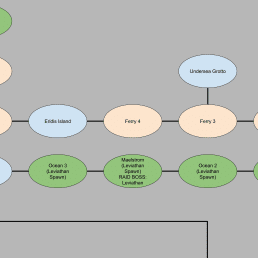 Undersea Grotto
Eridis Island
Ferry 4
Ferry 3
Ocean 3
(Leviathan
Spawn)
Maelstrom
(Leviathan
Spawn)
RAID BOSS:
Leviathan
Ocean 2
(Leviathan
Spawn)